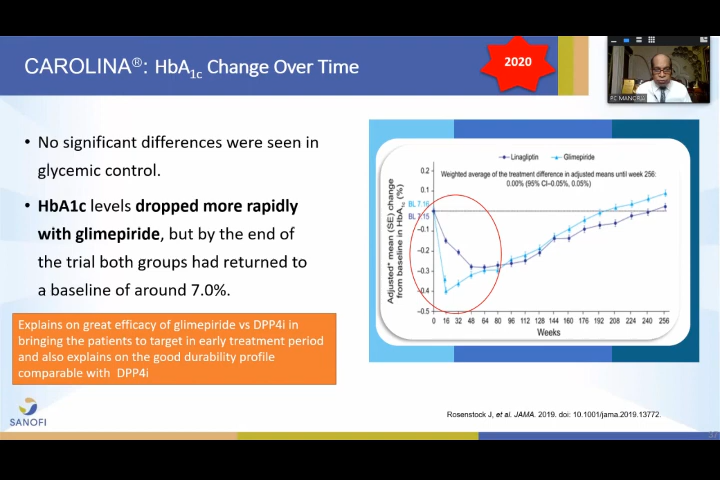 CAROLINA®: HbA1c Change Over Time
2020
No significant differences were seen in
glycemic control.
HbA1c levels dropped more rapidly
with glimepiride, but by the end of
the trial both groups had returned to
a baseline of around 7.0%.
Explains on great efficacy of glimepiride vs DPP4i in
bringing the patients to target in early treatment period
and also explains on the good durability profile
comparable with DPP4i
Linagliptin
Glimepiride
Weighted average of the treatment difference in adjusted means until week 256:
0.00% (95% CI–0.05%, 0.05%)
Adjusted* mean (SE) change
from baseline in HbA1c (%)
0.2
0.1
BL 7.16
BL 7.15
−0.1
−0.2
−0.3
−0.4
−0.5
0 16 32 48 64 80 96 112 128 144 160 176 192 208 224 240 256
Weeks
SANOFI
Rosenstock J, et al. JAMA. 2019. doi: 10.1001/jama.2019.13772.
37